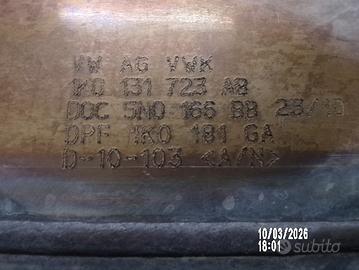 VW AG VWK
1K0 131 723 AB
DOC 5N0 166 BB 28/10
DPF 1K0 181 GA
D-10-103 <A/N>
10/03/2026
18:01
subito